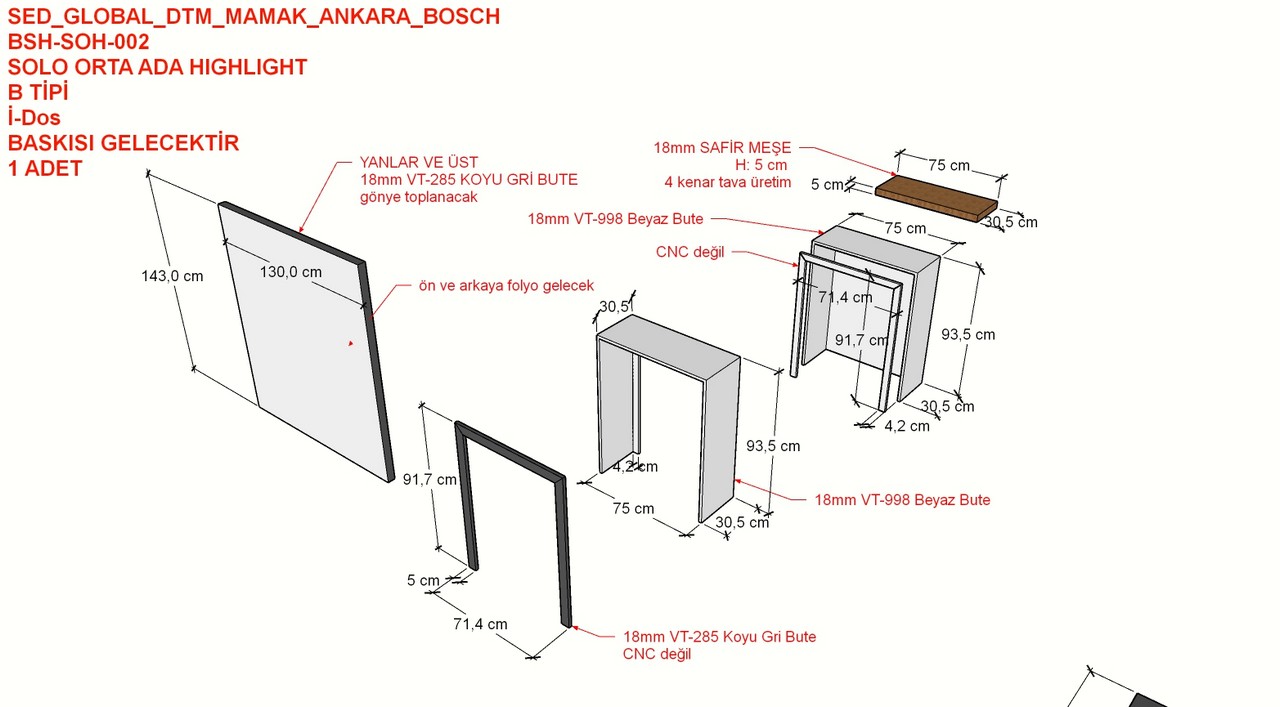 SED_GLOBAL_DTM_MAMAK_ANKARA_BOSCH
BSH-SOH-002
SOLO ORTA ADA HIGHLIGHT
B TİPİ
İ-Dos
BASKISI GELECEKTİR
1 ADET
YANLAR VE ÜST
18mm VT-285 KOYU GRİ BUTE
gönye toplanacak
143,0 cm
130,0 cm
ön ve arkaya folyo gelecek
18mm SAFİR MEŞE
H: 5 cm
4 kenar tava üretim
75 cm
5 cm
30,5 cm
18mm VT-998 Beyaz Bute
75 cm
CNC değil
71,4 cm
91,7 cm
93,5 cm
30,5 cm
4,2 cm
30,5
93,5 cm
4,2 cm
75 cm
30,5 cm
18mm VT-998 Beyaz Bute
91,7 cm
5 cm
71,4 cm
18mm VT-285 Koyu Gri Bute
CNC değil